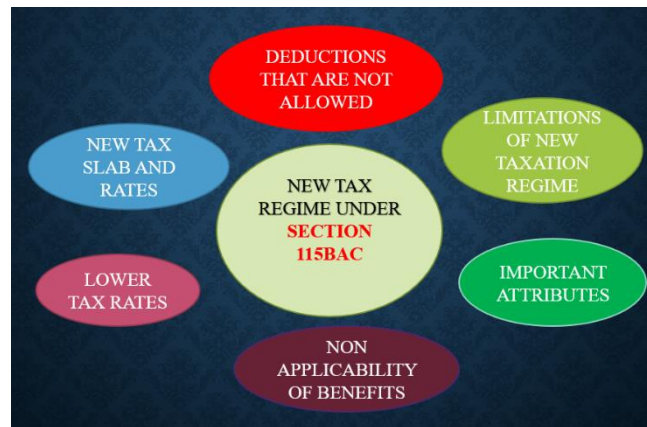 DEDUCTIONS
THAT ARE NOT
ALLOWED
LIMITATIONS
OF NEW
TAXATION
REGIME
NEW TAX
SLAB AND
RATES
NEW TAX
REGIME UNDER
SECTION
115BAC
IMPORTANT
ATTRIBUTES
LOWER
TAX RATES
NON
APPLICABILITY
OF BENEFITS